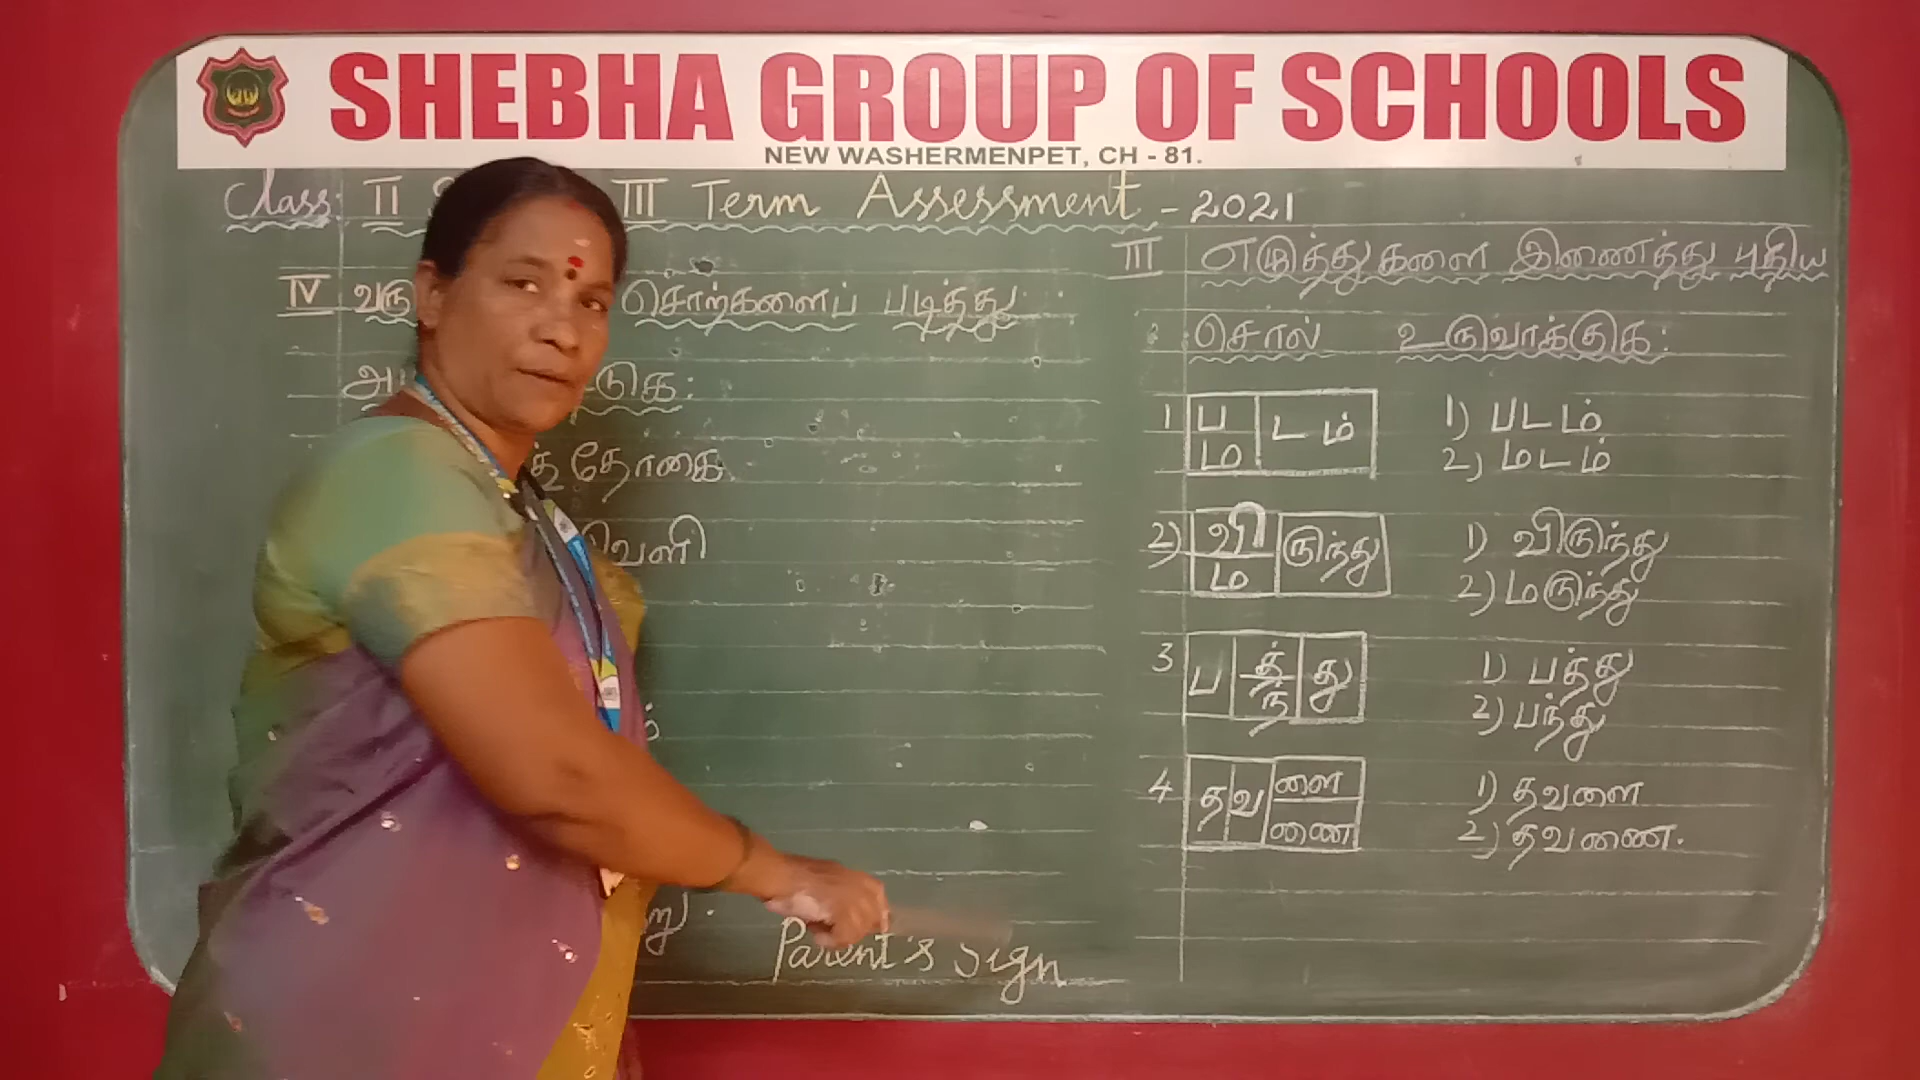 SHEBHA GROUP OF SCHOOLS
NEW WASHERMENPET, CH - 81.
Class: II III Term Assessment - 2021
IV வரு சொற்களைப் படித்து
டுக:
த் தோகை
வெளி
Parent's sign
III எழுத்துகளை இணைத்து புதிய
சொல் உருவாக்குக:
1 ப ம டம் 1) படம்
2) மடம்
2) வி ம ருந்து 1) விருந்து
2) மருந்து
3 ப த் ந் து 1) பத்து
2) பந்து
4 த வ ளை ணை 1) தவளை
2) தவணை.